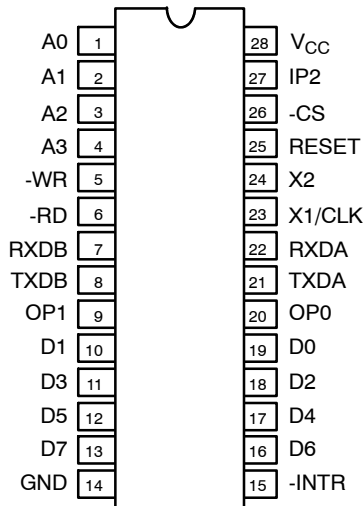 A0 1 28 VCC
A1 2 27 IP2
A2 3 26 -CS
A3 4 25 RESET
-WR 5 24 X2
-RD 6 23 X1/CLK
RXDB 7 22 RXDA
TXDB 8 21 TXDA
OP1 9 20 OP0
D1 10 19 D0
D3 11 18 D2
D5 12 17 D4
D7 13 16 D6
GND 14 15 -INTR